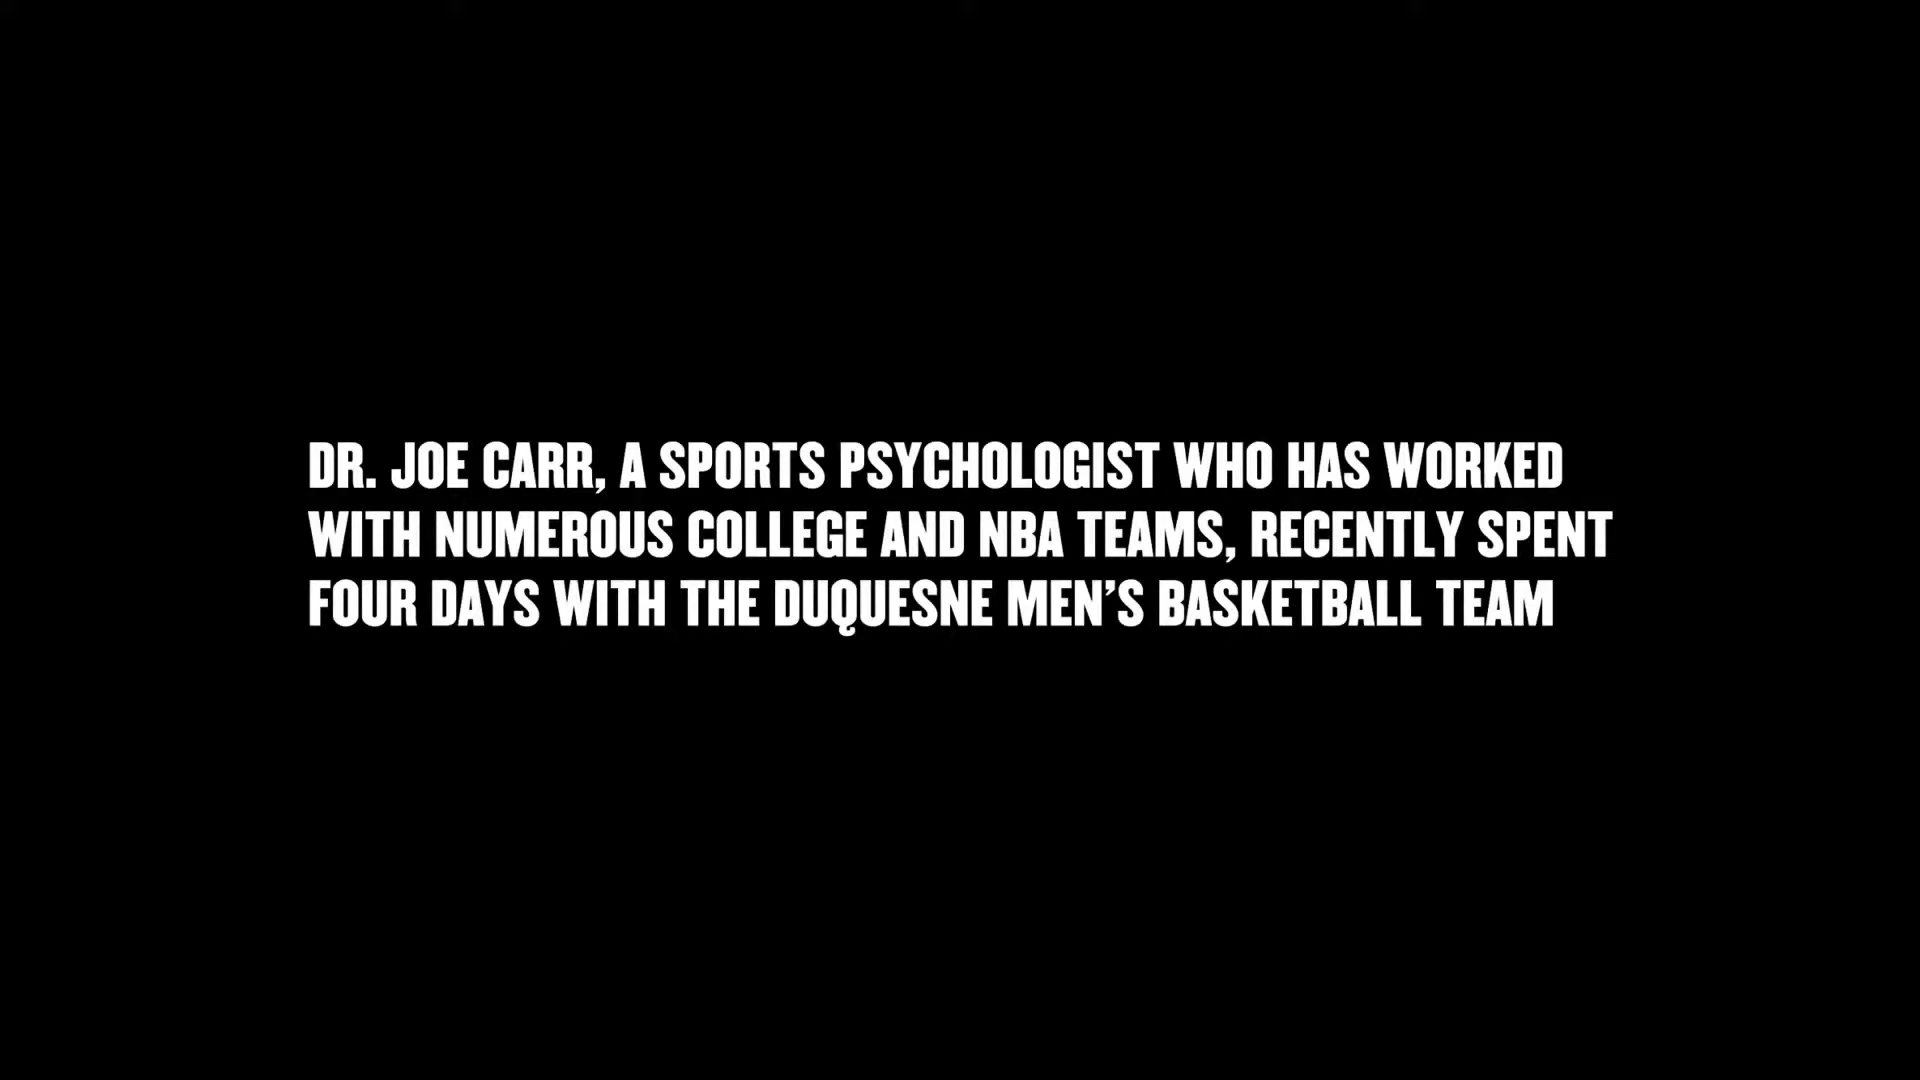 DR. JOE CARR, A SPORTS PSYCHOLOGIST WHO HAS WORKED
WITH NUMEROUS COLLEGE AND NBA TEAMS, RECENTLY SPENT
FOUR DAYS WITH THE DUQUESNE MEN’S BASKETBALL TEAM